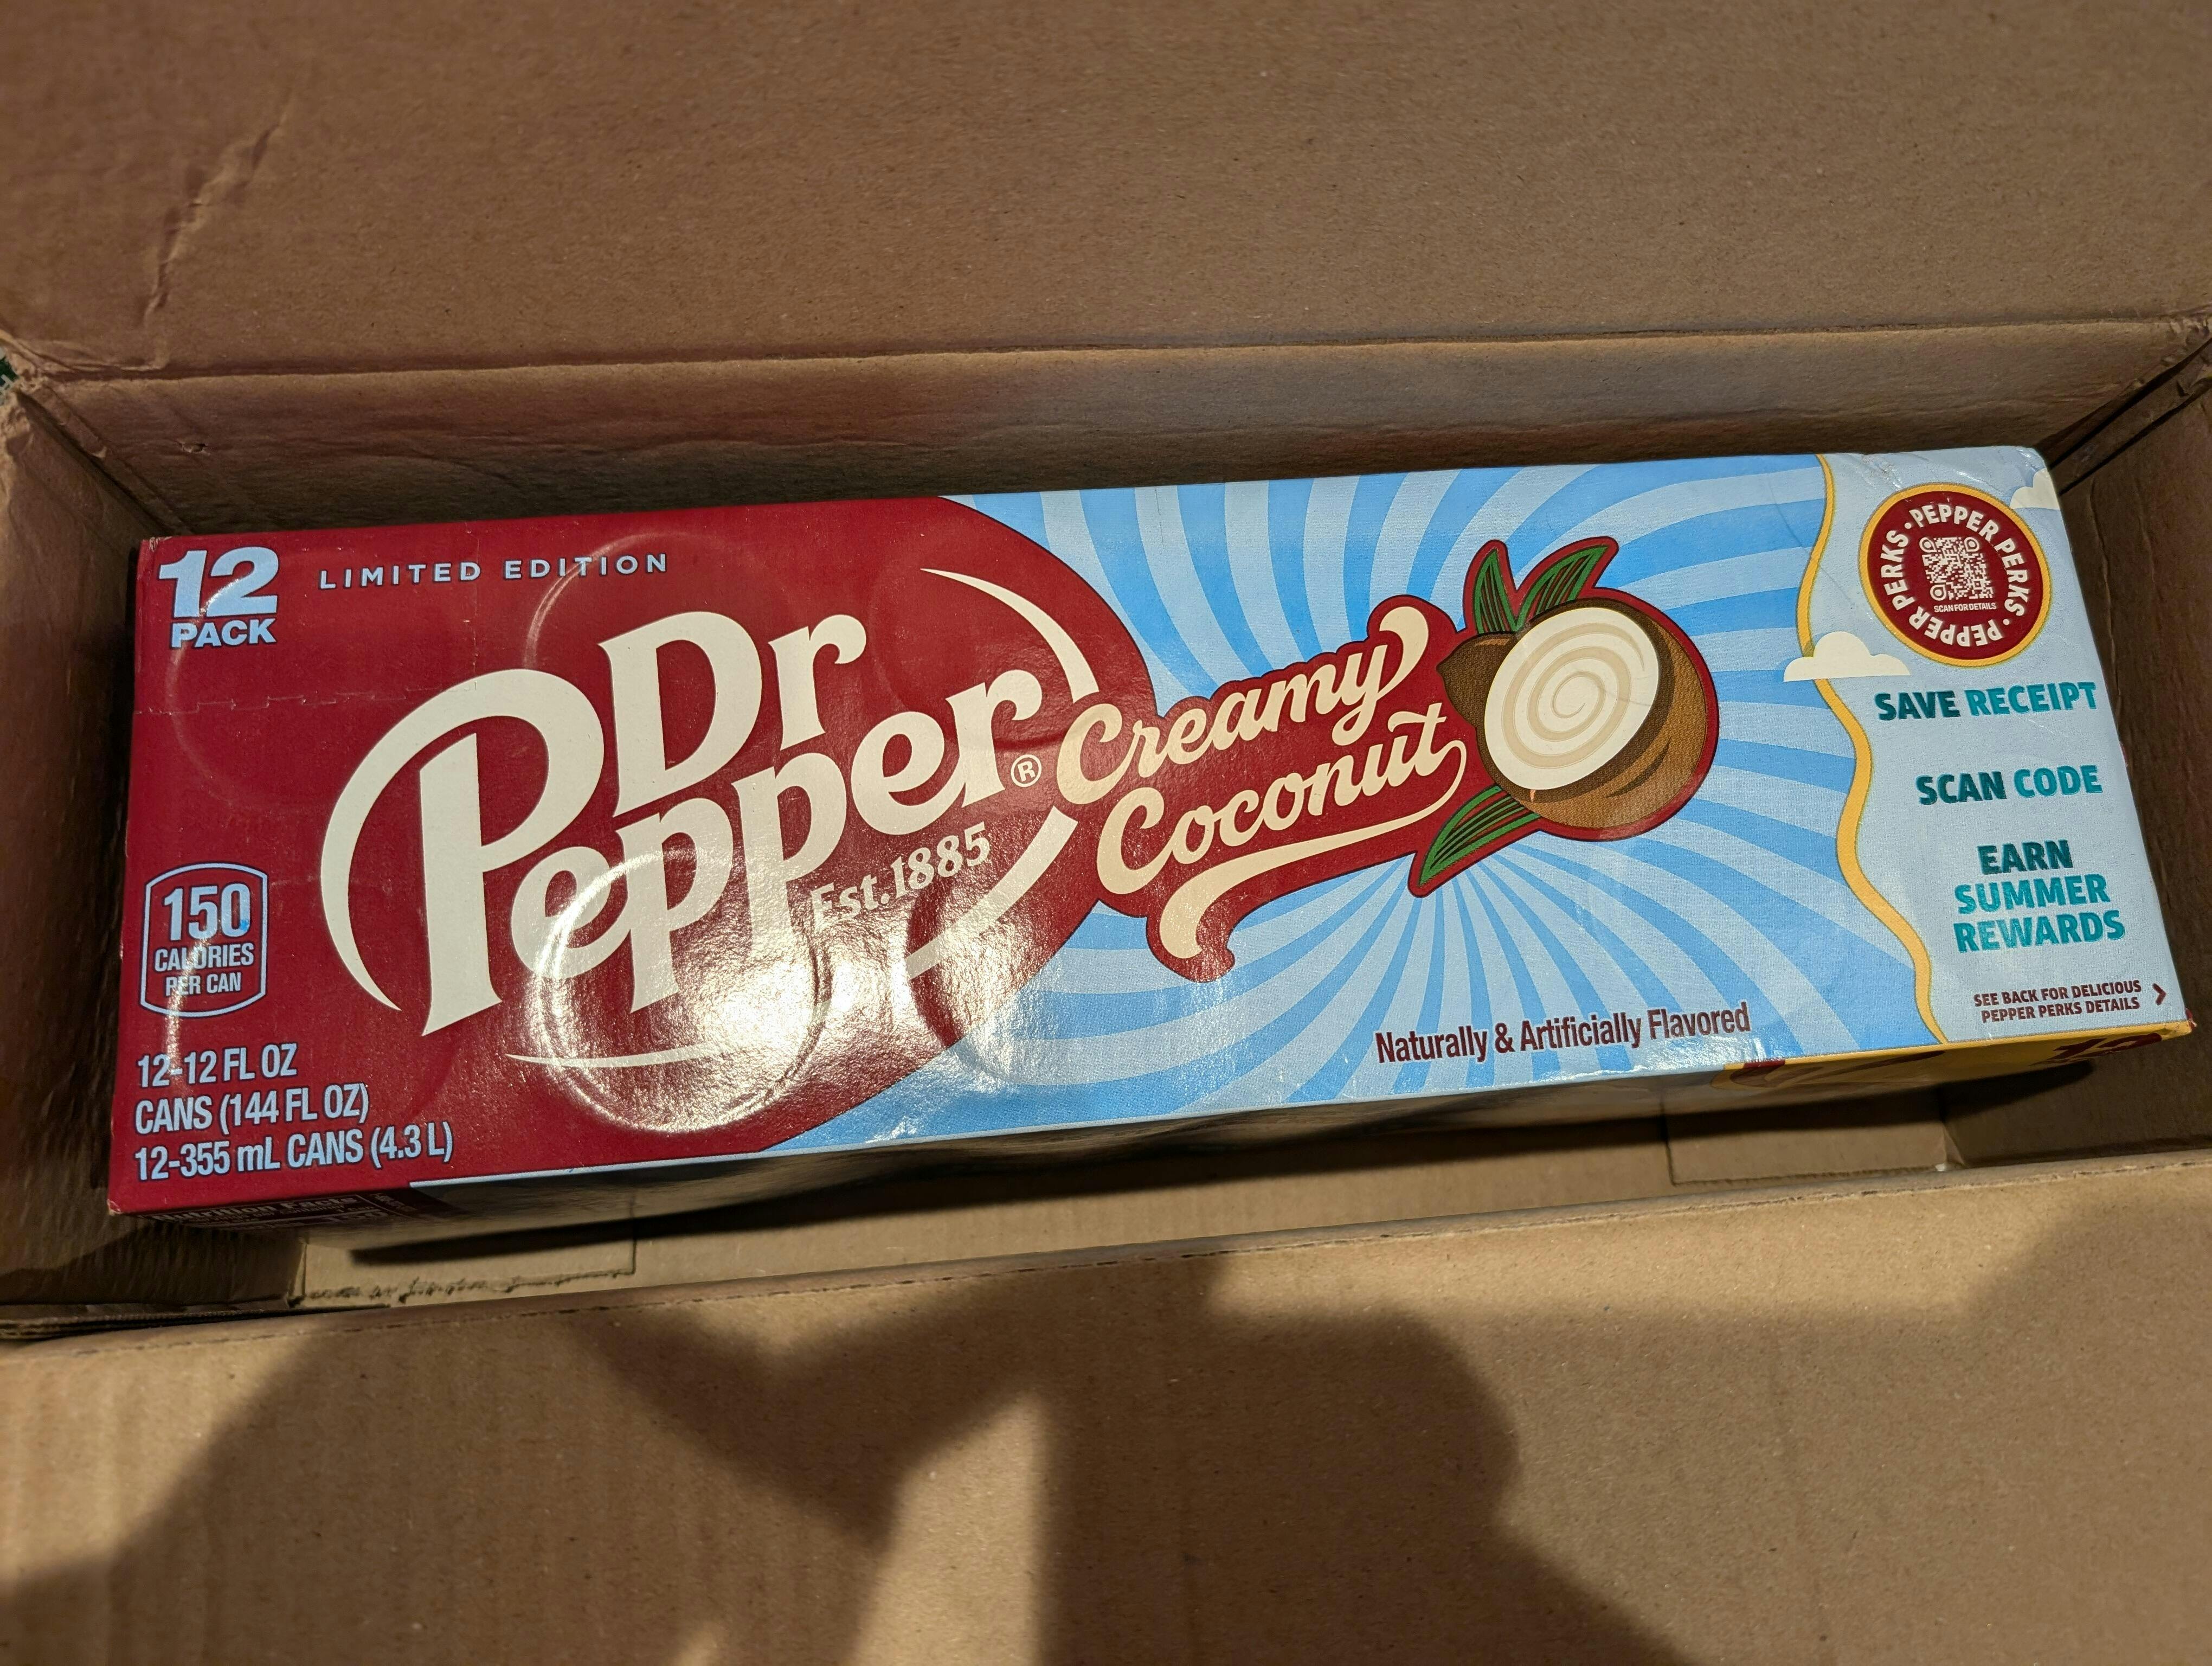 12
PACK
LIMITED EDITION
Dr
Pepper®
Est.1885
Creamy
Coconut
150
CALORIES
PER CAN
12-12 FL OZ
CANS (144 FL OZ)
12-355 mL CANS (4.3 L)
Naturally & Artificially Flavored
PEPPER PERKS • PEPPER PERKS •
SCAN FOR DETAILS
SAVE RECEIPT
SCAN CODE
EARN
SUMMER
REWARDS
SEE BACK FOR DELICIOUS
PEPPER PERKS DETAILS
Nutrition Facts